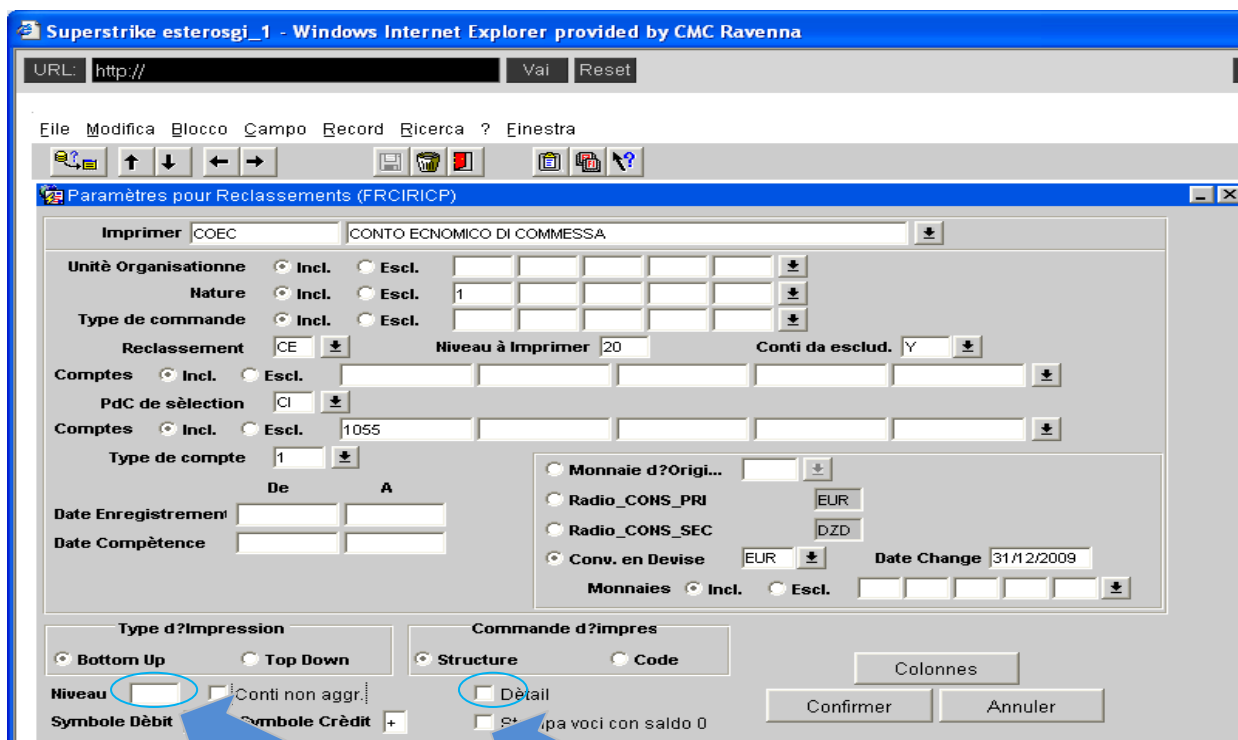 Superstrike esterosgi_1 - Windows Internet Explorer provided by CMC Ravenna
URL: http:// Vai Reset
File Modifica Blocco Campo Record Ricerca ? Finestra
Paramètres pour Reclassements (FRCIRICP)
Imprimer COEC CONTO ECNOMICO DI COMMESSA
Unitè Organisationne Incl. Escl.
Nature Incl. Escl. 1
Type de commande Incl. Escl.
Reclassement CE Niveau à Imprimer 20 Conti da esclud. Y
Comptes Incl. Escl.
PdC de sèlection CI
Comptes Incl. Escl. 1055
Type de compte 1
Monnaie d?Origi...
De A
Radio_CONS_PRI EUR
Date Enregistrement
Radio_CONS_SEC DZD
Date Compètence
Conv. en Devise EUR Date Change 31/12/2009
Monnaies Incl. Escl.
Type d?Impression Commande d?impres
Bottom Up Top Down Structure Code
Colonnes
Niveau Conti non aggr. Dètail
Confirmer Annuler
Symbole Dèbit Symbole Crèdit + voci con saldo 0